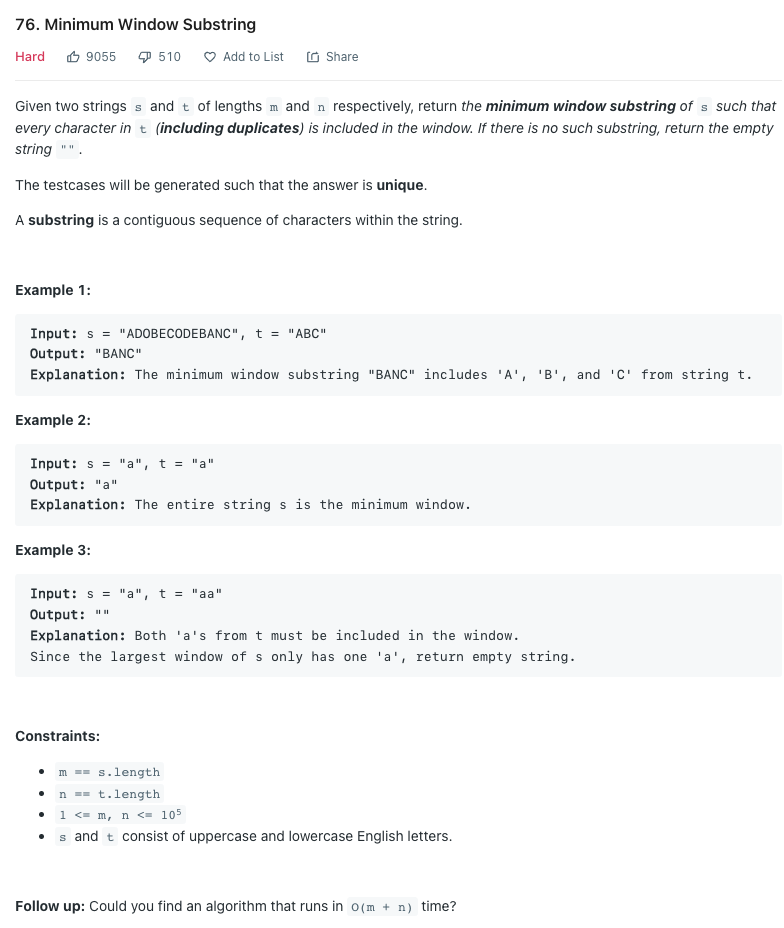 76. Minimum Window Substring
Hard 9055 510 Add to List Share
Given two strings s and t of lengths m and n respectively, return the minimum window substring of s such that
every character in t (including duplicates) is included in the window. If there is no such substring, return the empty
string "".
The testcases will be generated such that the answer is unique.
A substring is a contiguous sequence of characters within the string.
Example 1:
Input: s = "ADOBECODEBANC", t = "ABC"
Output: "BANC"
Explanation: The minimum window substring "BANC" includes 'A', 'B', and 'C' from string t.
Example 2:
Input: s = "a", t = "a"
Output: "a"
Explanation: The entire string s is the minimum window.
Example 3:
Input: s = "a", t = "aa"
Output: ""
Explanation: Both 'a's from t must be included in the window.
Since the largest window of s only has one 'a', return empty string.
Constraints:
• m == s.length
• n == t.length
• 1 <= m, n <= 10⁵
• s and t consist of uppercase and lowercase English letters.
Follow up: Could you find an algorithm that runs in O(m + n) time?